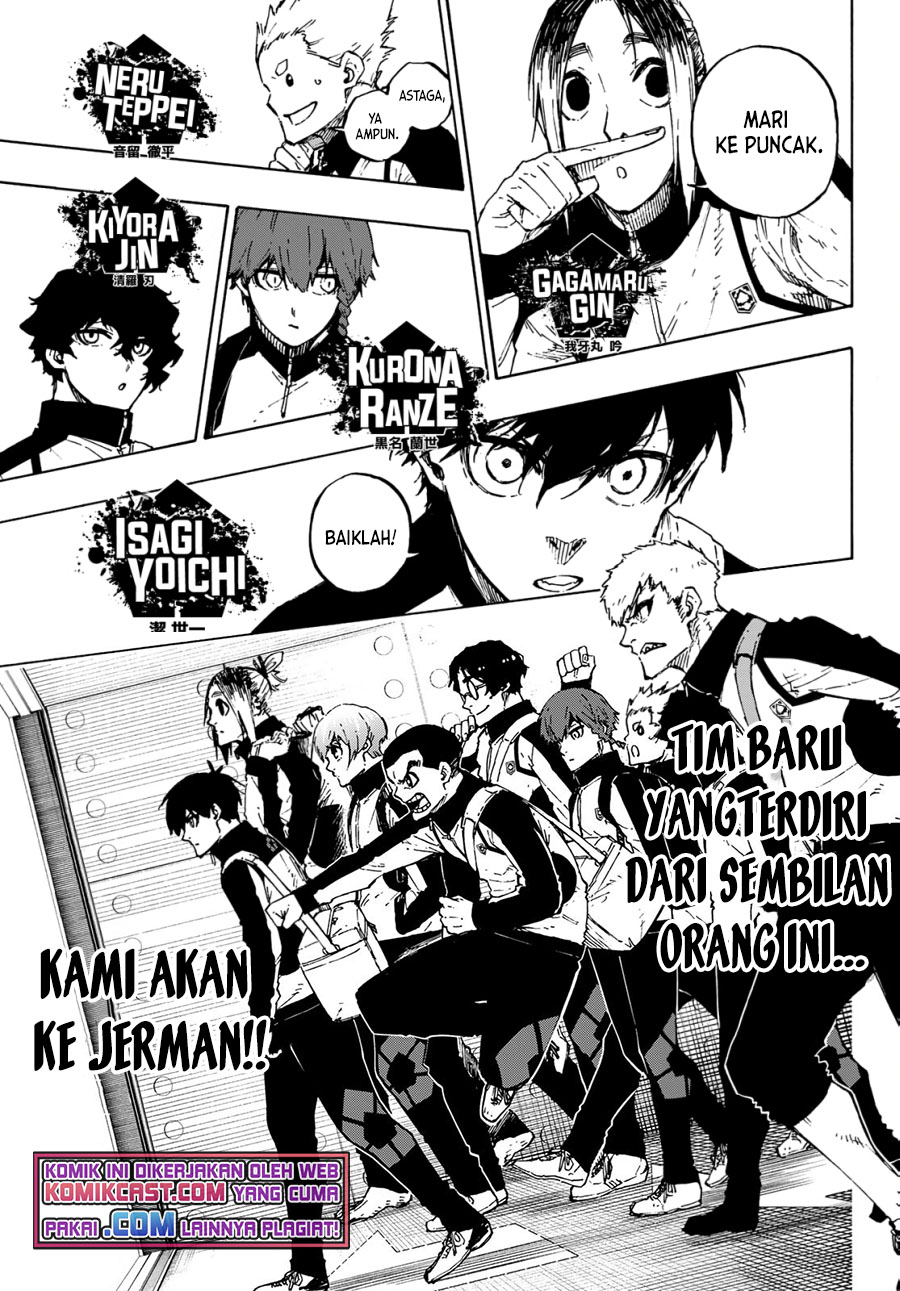 MARI
KE PUNCAK.
GAGAMARU
GIN
我牙丸 吟
ASTAGA,
YA
AMPUN.
NERU
TEPPEI
音留 徹平
KURONA
RANZE
黒名 蘭世
KIYORA
JIN
清羅 刃
BAIKLAH!
ISAGI
YOICHI
潔 世一
TIM BARU
YANGTERDIRI
DARI SEMBILAN
ORANG INI...
KAMI AKAN
KE JERMAN!!
KOMIK INI DIKERJAKAN OLEH WEB
KOMIKCAST.COM YANG CUMA
PAKAI .COM LAINNYA PLAGIAT!